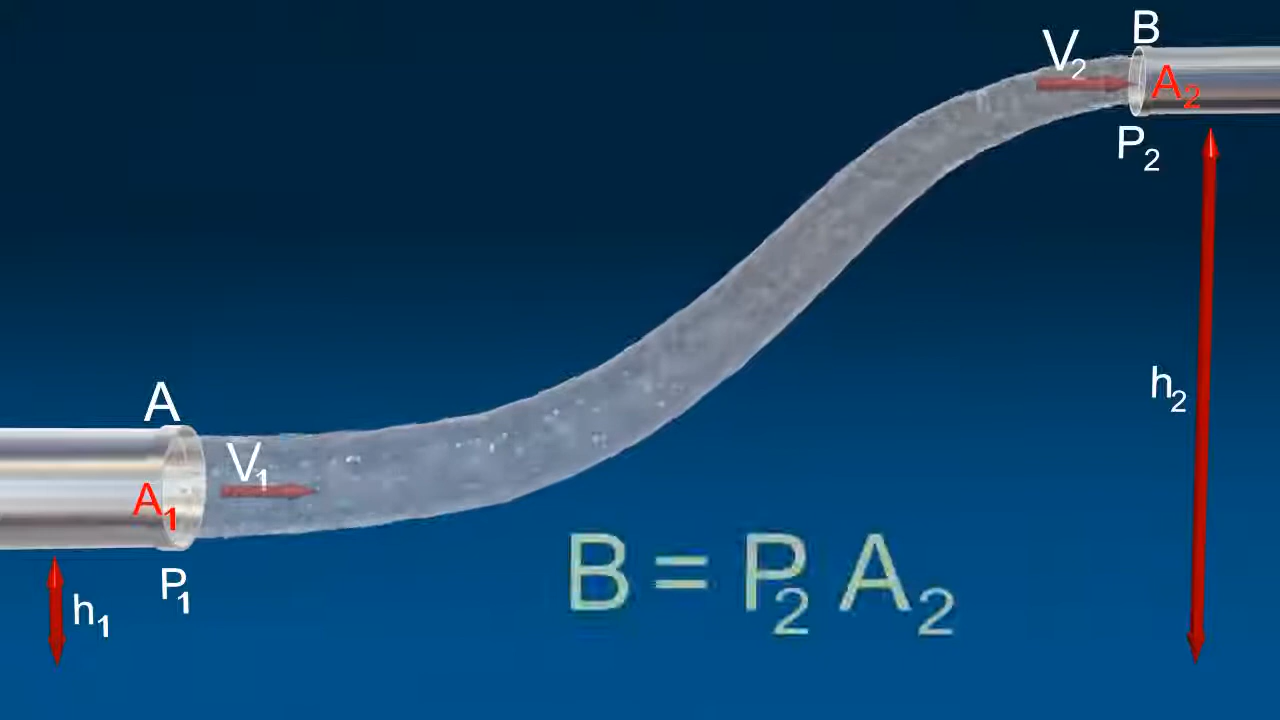 B
V₂
A₂
P₂
h₂
A
V₁
A₁
P₁
h₁
B = P₂ A₂